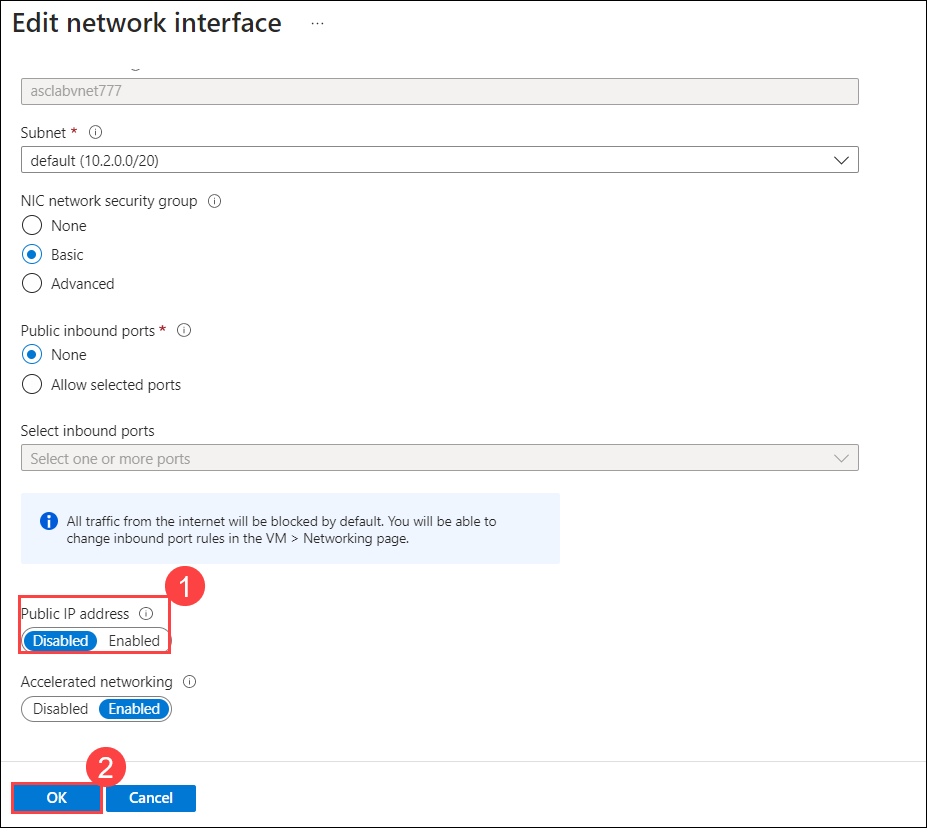 Edit network interface ...
asclabvnet777
Subnet *
default (10.2.0.0/20)
NIC network security group
None
Basic
Advanced
Public inbound ports *
None
Allow selected ports
Select inbound ports
Select one or more ports
All traffic from the internet will be blocked by default. You will be able to
change inbound port rules in the VM > Networking page.
1
Public IP address
Disabled Enabled
Accelerated networking
Disabled Enabled
2
OK Cancel